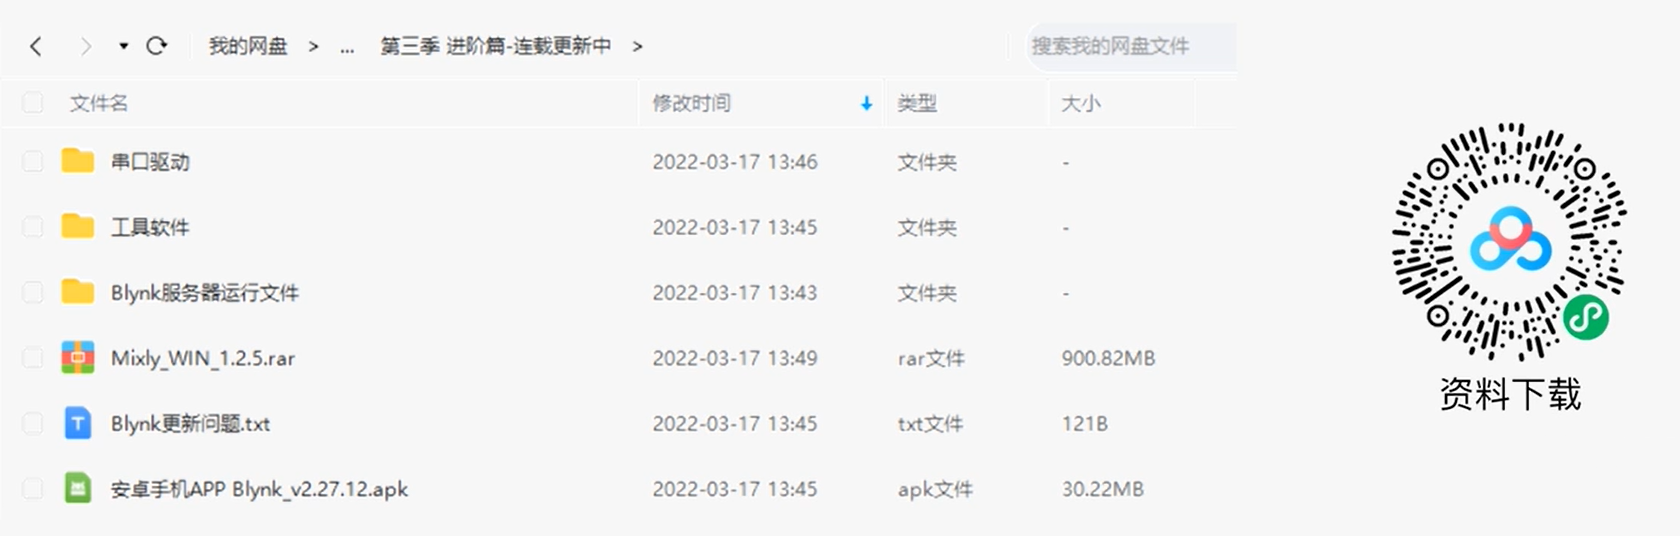 我的网盘 > ... 第三季 进阶篇-连载更新中 > 搜索我的网盘文件
文件名 修改时间 类型 大小
串口驱动 2022-03-17 13:46 文件夹 -
工具软件 2022-03-17 13:45 文件夹 -
Blynk服务器运行文件 2022-03-17 13:43 文件夹 -
Mixly_WIN_1.2.5.rar 2022-03-17 13:49 rar文件 900.82MB
Blynk更新问题.txt 2022-03-17 13:45 txt文件 121B
安卓手机APP Blynk_v2.27.12.apk 2022-03-17 13:45 apk文件 30.22MB
资料下载